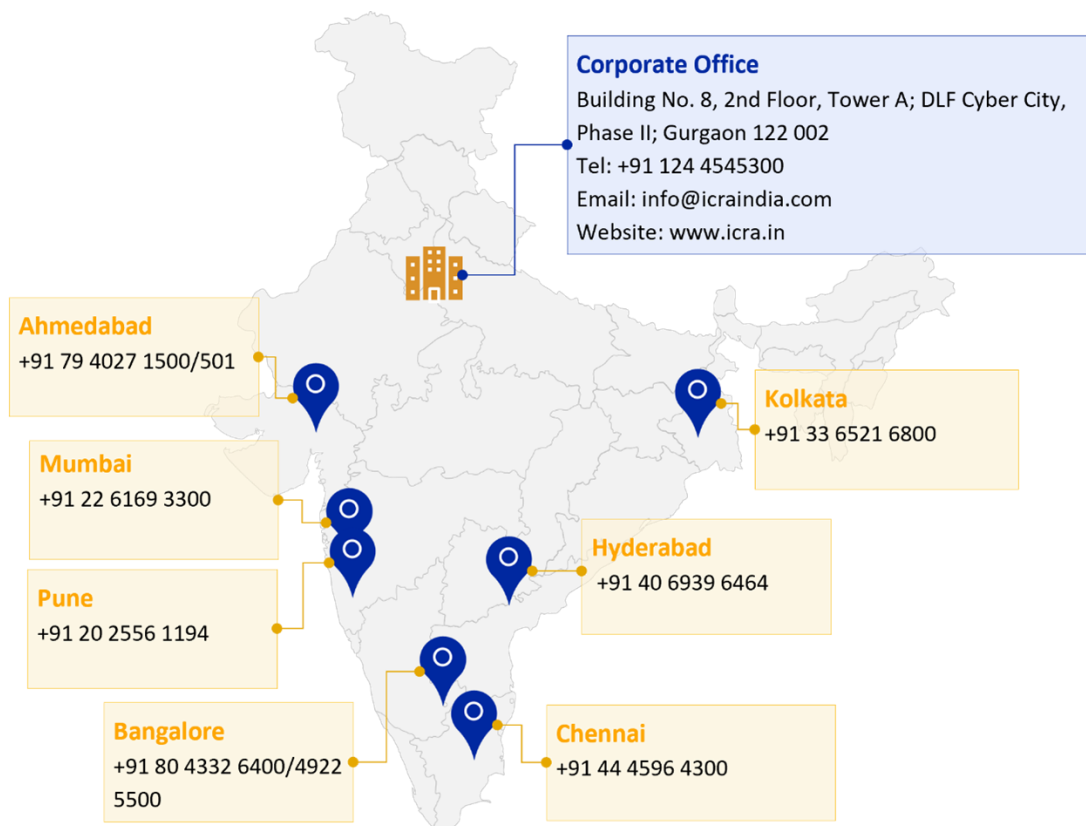 Corporate Office
Building No. 8, 2nd Floor, Tower A; DLF Cyber City,
Phase II; Gurgaon 122 002
Tel: +91 124 4545300
Email: info@icraindia.com
Website: www.icra.in
Ahmedabad
+91 79 4027 1500/501
Kolkata
+91 33 6521 6800
Mumbai
+91 22 6169 3300
Hyderabad
+91 40 6939 6464
Pune
+91 20 2556 1194
Bangalore
+91 80 4332 6400/4922
5500
Chennai
+91 44 4596 4300